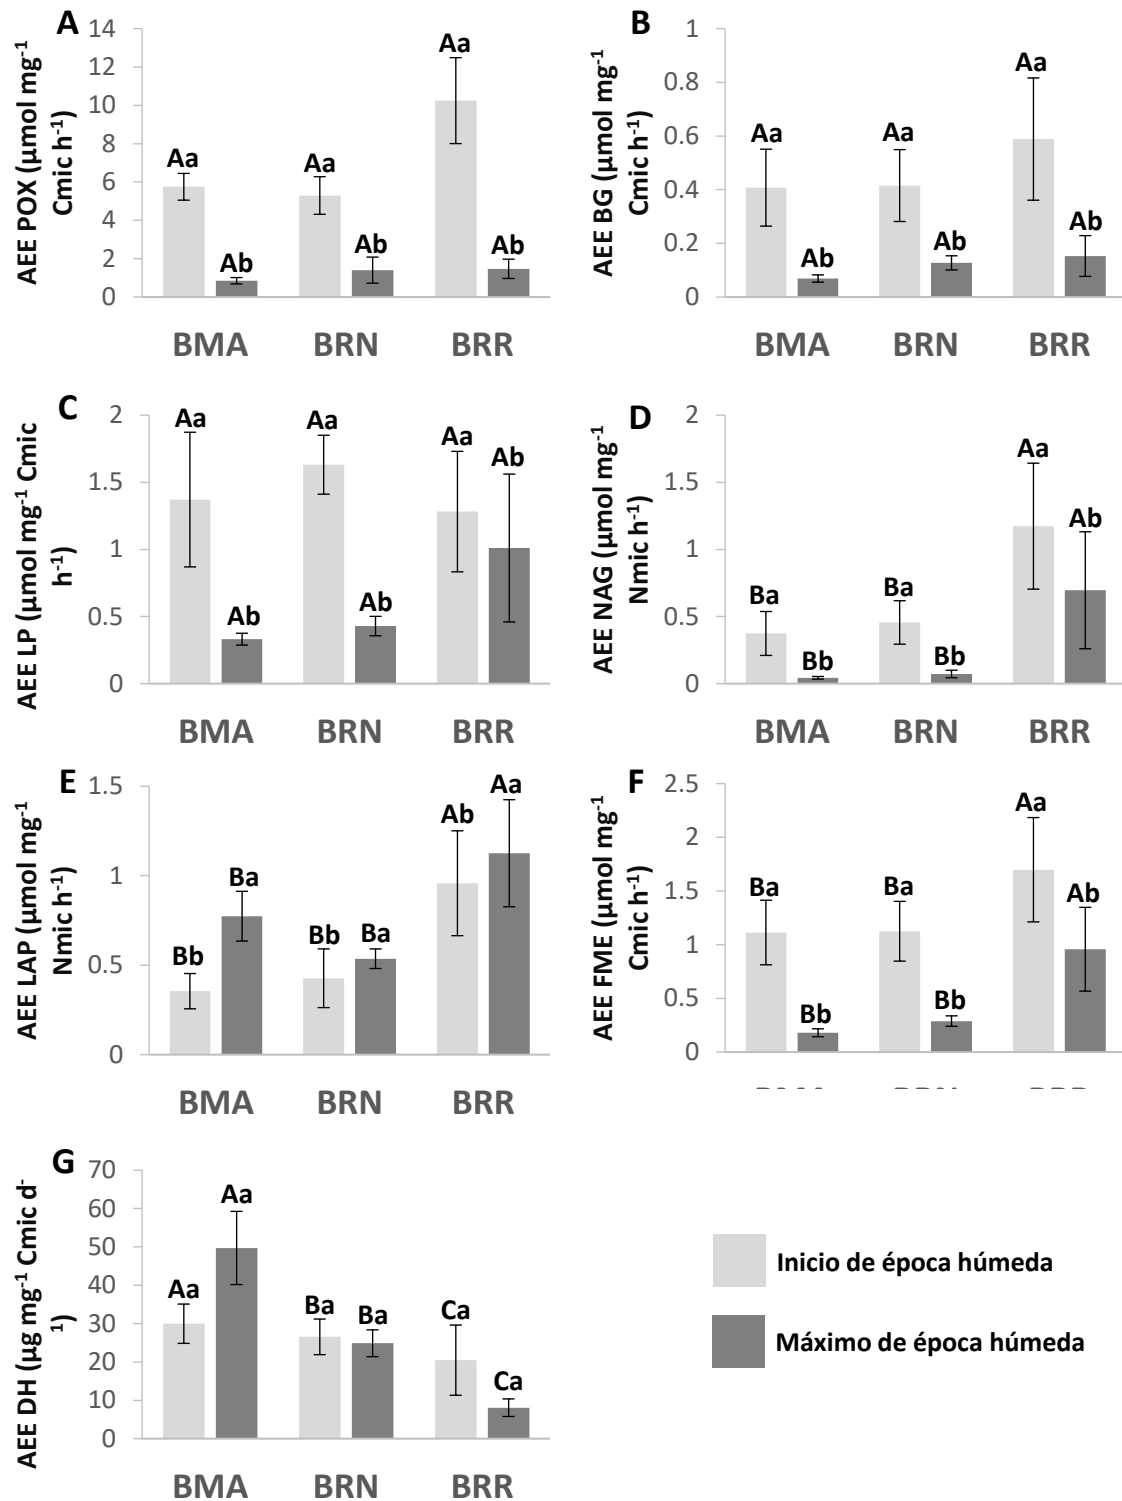 A
AEE POX (µmol mg⁻¹
Cmic h⁻¹)
14
12
10
8
6
4
2
0
Aa
Ab
Aa
Ab
Aa
Ab
BMA BRN BRR
B
AEE BG (µmol mg⁻¹
Cmic h⁻¹)
1
0.8
0.6
0.4
0.2
0
Aa
Ab
Aa
Ab
Aa
Ab
BMA BRN BRR
C
AEE LP (µmol mg⁻¹ Cmic
h⁻¹)
2
1.5
1
0.5
0
Aa
Ab
Aa
Ab
Aa
Ab
BMA BRN BRR
D
AEE NAG (µmol mg⁻¹
Nmic h⁻¹)
2
1.5
1
0.5
0
Ba
Bb
Ba
Bb
Aa
Ab
BMA BRN BRR
E
AEE LAP (µmol mg⁻¹
Nmic h⁻¹)
1.5
1
0.5
0
Bb
Ba
Bb
Ba
Ab
Aa
BMA BRN BRR
F
AEE FME (µmol mg⁻¹
Cmic h⁻¹)
2.5
2
1.5
1
0.5
0
Ba
Bb
Ba
Bb
Aa
Ab
G
AEE DH (µg mg⁻¹ Cmic d⁻
¹)
70
60
50
40
30
20
10
0
Aa
Aa
Ba
Ba
Ca
Ca
BMA BRN BRR
Inicio de época húmeda
Máximo de época húmeda